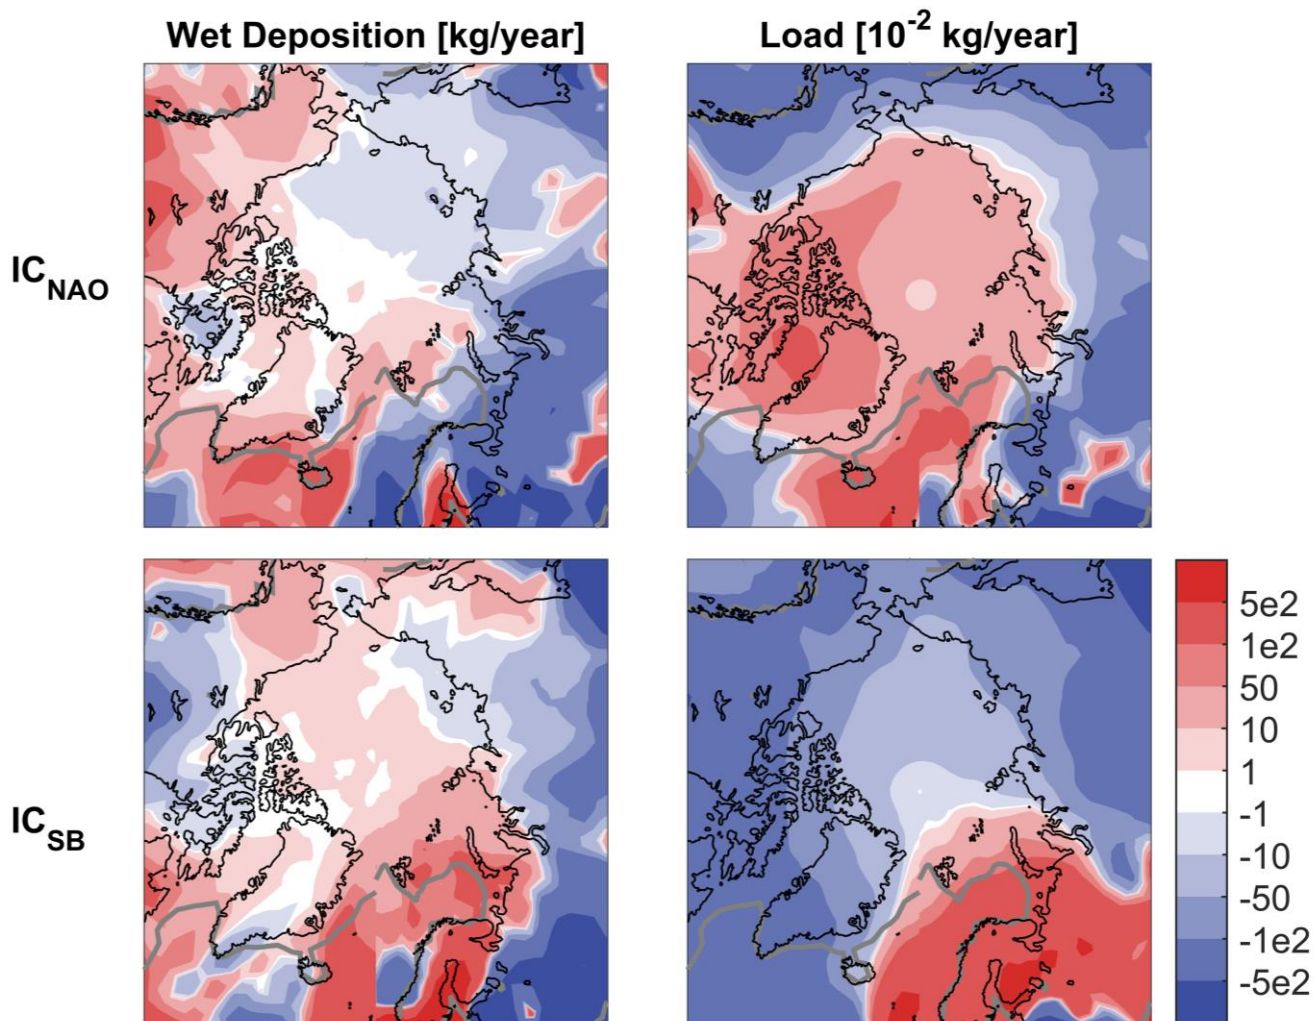 Wet Deposition [kg/year]
Load [10⁻² kg/year]
IC_NAO
IC_SB
5e2
1e2
50
10
1
-1
-10
-50
-1e2
-5e2